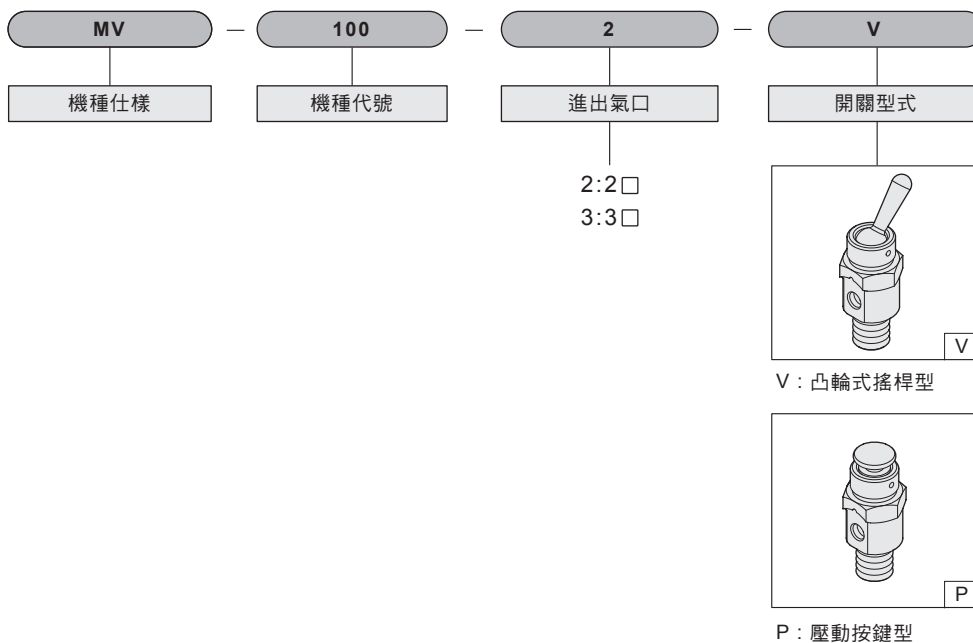 MV — 100 — 2 — V
機種仕樣 機種代號 進出氣口 開關型式
2:2口
3:3口
V
V：凸輪式搖桿型
P
P：壓動按鍵型